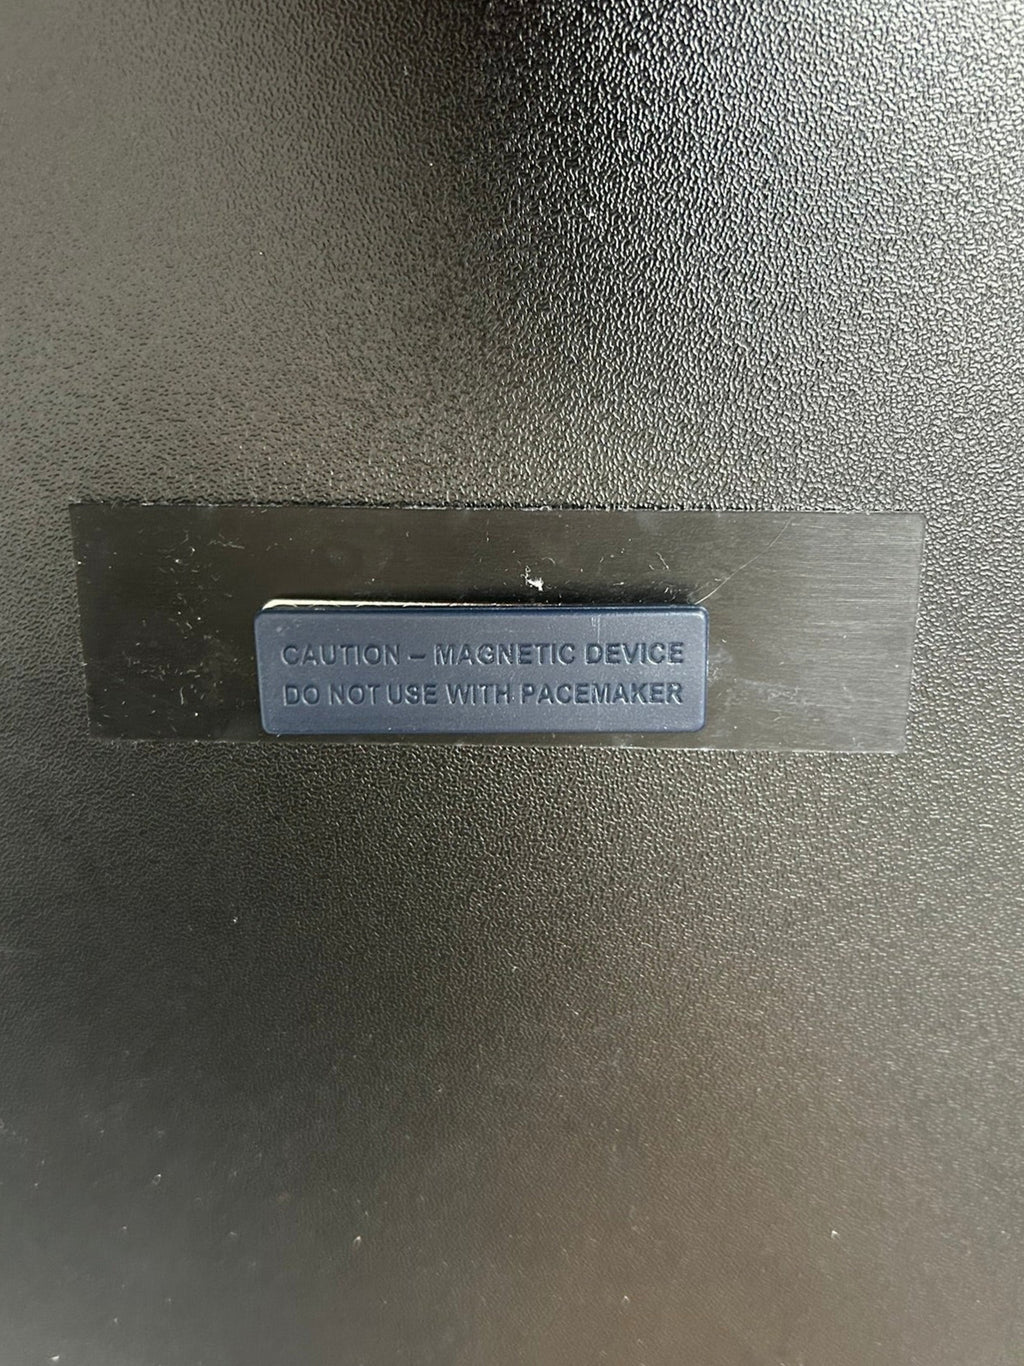 CAUTION – MAGNETIC DEVICE
DO NOT USE WITH PACEMAKER